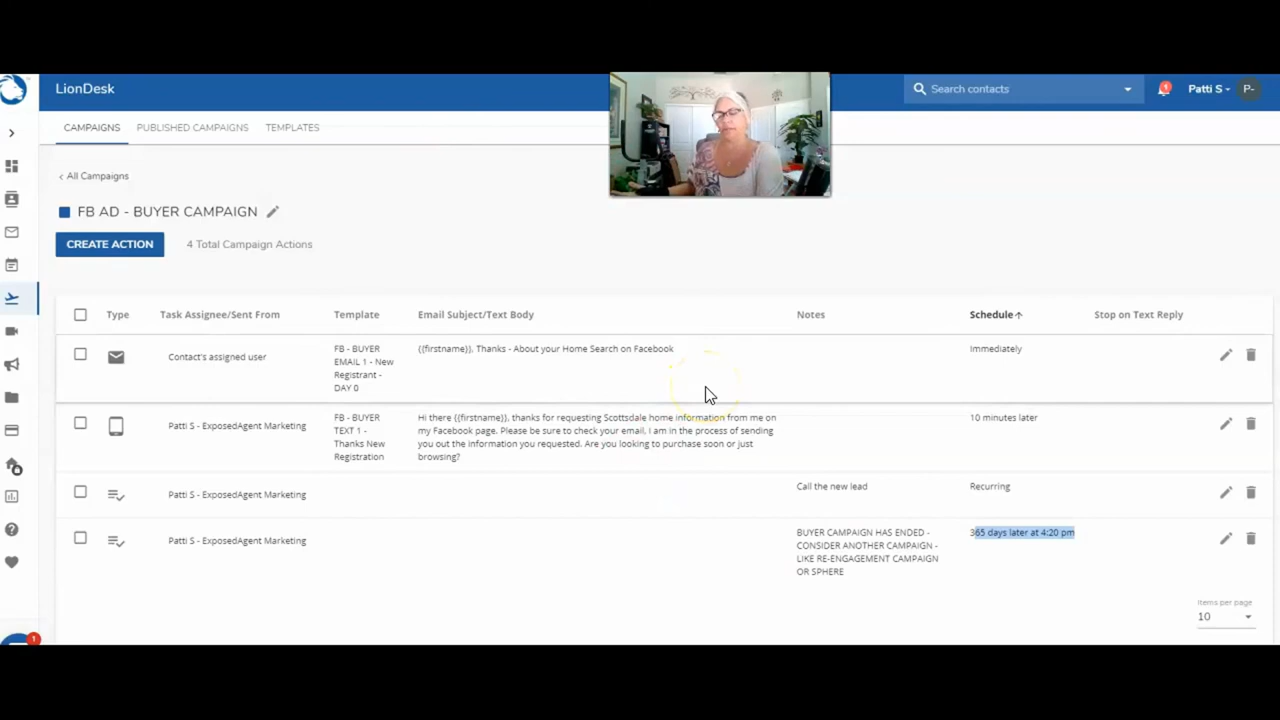 LionDesk
Search contacts
1
Patti S
P-
CAMPAIGNS
PUBLISHED CAMPAIGNS
TEMPLATES
All Campaigns
FB AD - BUYER CAMPAIGN
CREATE ACTION
4 Total Campaign Actions
Type
Task Assignee/Sent From
Template
Email Subject/Text Body
Notes
Schedule
Stop on Text Reply
Contact's assigned user
FB - BUYER
EMAIL 1 - New
Registrant -
DAY 0
{{firstname}}, Thanks - About your Home Search on Facebook
Immediately
Patti S - ExposedAgent Marketing
FB - BUYER
TEXT 1 -
Thanks New
Registration
Hi there {{firstname}}, thanks for requesting Scottsdale home information from me on
my Facebook page. Please be sure to check your email, I am in the process of sending
you out the information you requested. Are you looking to purchase soon or just
browsing?
10 minutes later
Patti S - ExposedAgent Marketing
Call the new lead
Recurring
Patti S - ExposedAgent Marketing
BUYER CAMPAIGN HAS ENDED -
CONSIDER ANOTHER CAMPAIGN -
LIKE RE-ENGAGEMENT CAMPAIGN
OR SPHERE
365 days later at 4:20 pm
Items per page
10
1